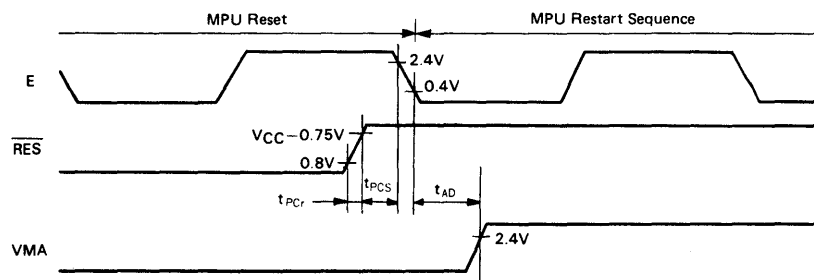 MPU Reset MPU Restart Sequence
E 2.4V
0.4V
RES VCC−0.75V
0.8V
tPCr tPCS tAD
VMA 2.4V